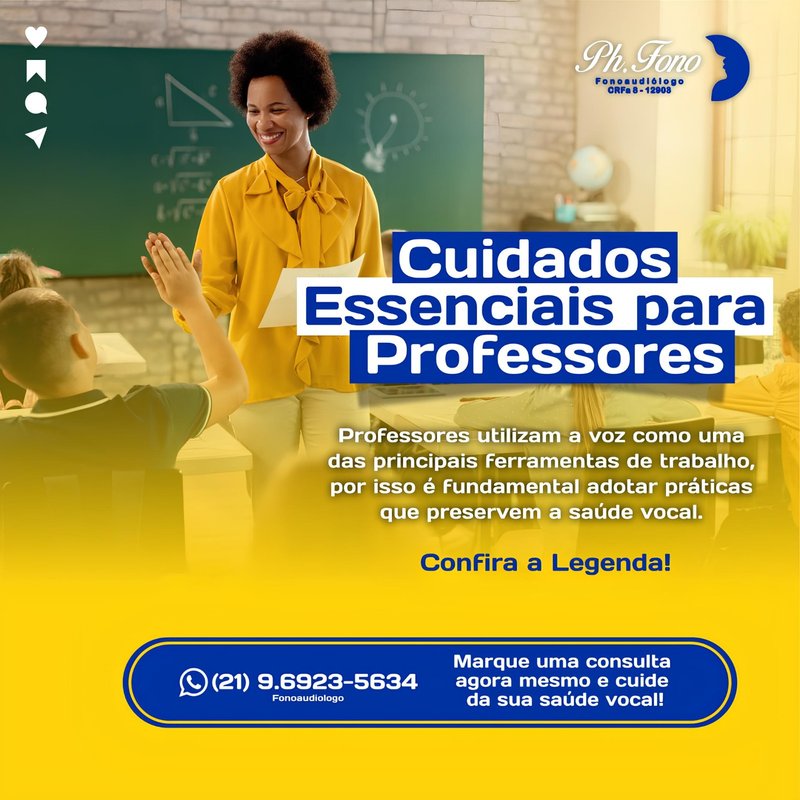 Ph.Fono
Fonoaudiólogo
CRFa 8 - 12908
Cuidados
Essenciais para
Professores
Professores utilizam a voz como uma
das principais ferramentas de trabalho,
por isso é fundamental adotar práticas
que preservem a saúde vocal.
Confira a Legenda!
(21) 9.6923-5634
Fonoaudiologo
Marque uma consulta
agora mesmo e cuide
da sua saúde vocal!